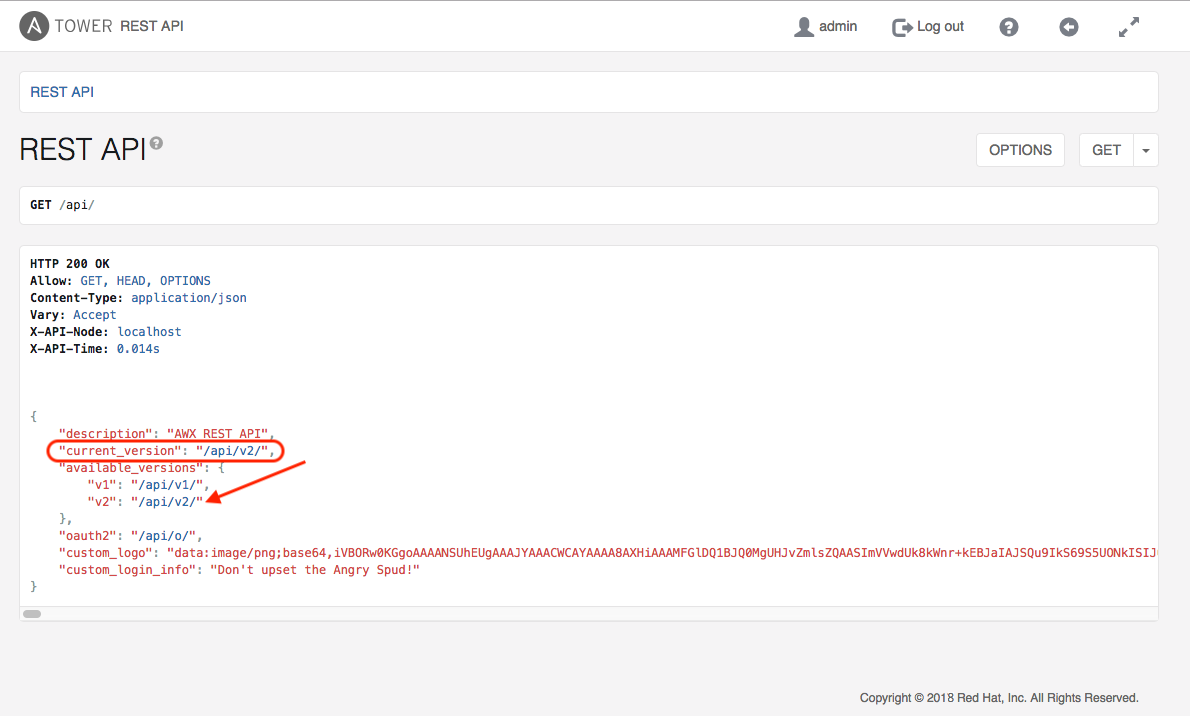 TOWER REST API admin Log out
REST API
REST API
OPTIONS GET
GET /api/
HTTP 200 OK
Allow: GET, HEAD, OPTIONS
Content-Type: application/json
Vary: Accept
X-API-Node: localhost
X-API-Time: 0.014s
{
"description": "AWX REST API",
"current_version": "/api/v2/",
"available_versions": {
"v1": "/api/v1/",
"v2": "/api/v2/"
},
"oauth2": "/api/o/",
"custom_logo": "data:image/png;base64,iVBORw0KGgoAAAANSUhEUgAAAJYAAACWCAYAAAA8AXHiAAAMFGlDQ1BJQ0MgUHJvZmlsZQAASImVVwdUk8kWnr+kEBJaIAJSQu9IkS69S5UONkISIJ
"custom_login_info": "Don't upset the Angry Spud!"
}
Copyright © 2018 Red Hat, Inc. All Rights Reserved.